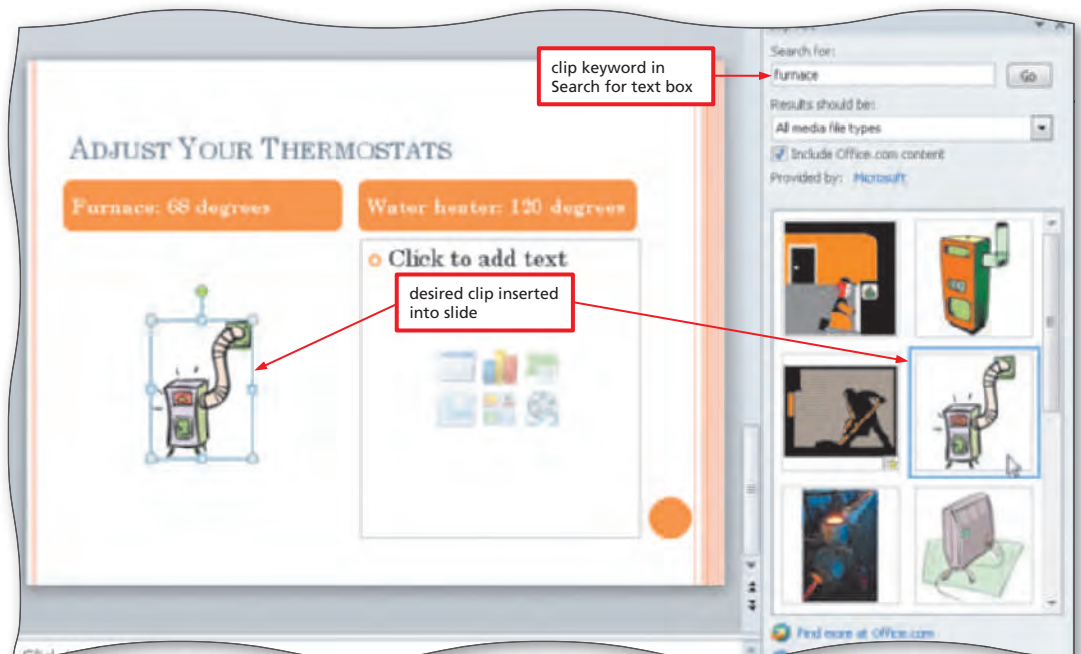 clip keyword in
Search for text box
Search for:
furnace
Go
Results should be:
All media file types
Include Office.com content
Provided by: Microsoft
ADJUST YOUR THERMOSTATS
Furnace: 68 degrees
Water heater: 120 degrees
Click to add text
desired clip inserted
into slide
Find more at Office.com